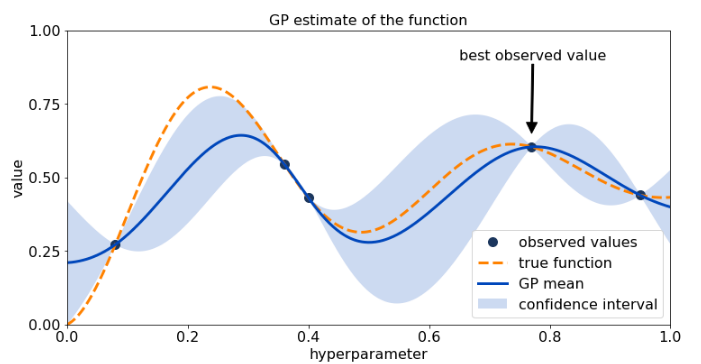 GP estimate of the function
1.00
best observed value
0.75
value
0.50
0.25
observed values
true function
GP mean
confidence interval
0.00
0.0 0.2 0.4 0.6 0.8 1.0
hyperparameter